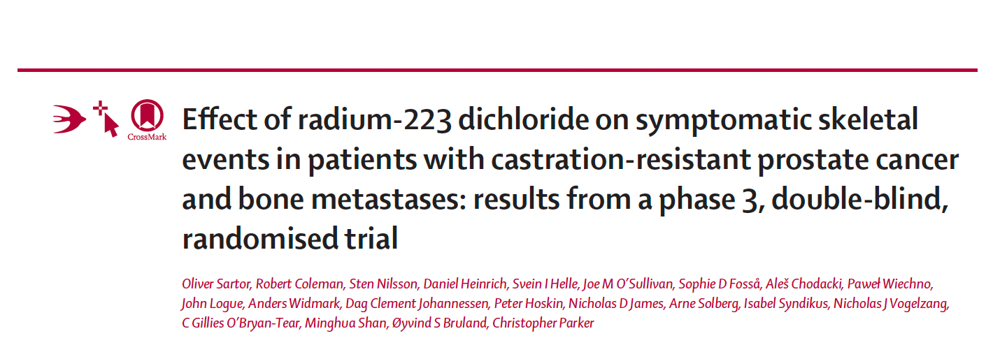 CrossMark
Effect of radium-223 dichloride on symptomatic skeletal
events in patients with castration-resistant prostate cancer
and bone metastases: results from a phase 3, double-blind,
randomised trial
Oliver Sartor, Robert Coleman, Sten Nilsson, Daniel Heinrich, Svein I Helle, Joe M O’Sullivan, Sophie D Fosså, Aleš Chodacki, Paweł Wiechno,
John Logue, Anders Widmark, Dag Clement Johannessen, Peter Hoskin, Nicholas D James, Arne Solberg, Isabel Syndikus, Nicholas J Vogelzang,
C Gillies O’Bryan-Tear, Minghua Shan, Øyvind S Bruland, Christopher Parker